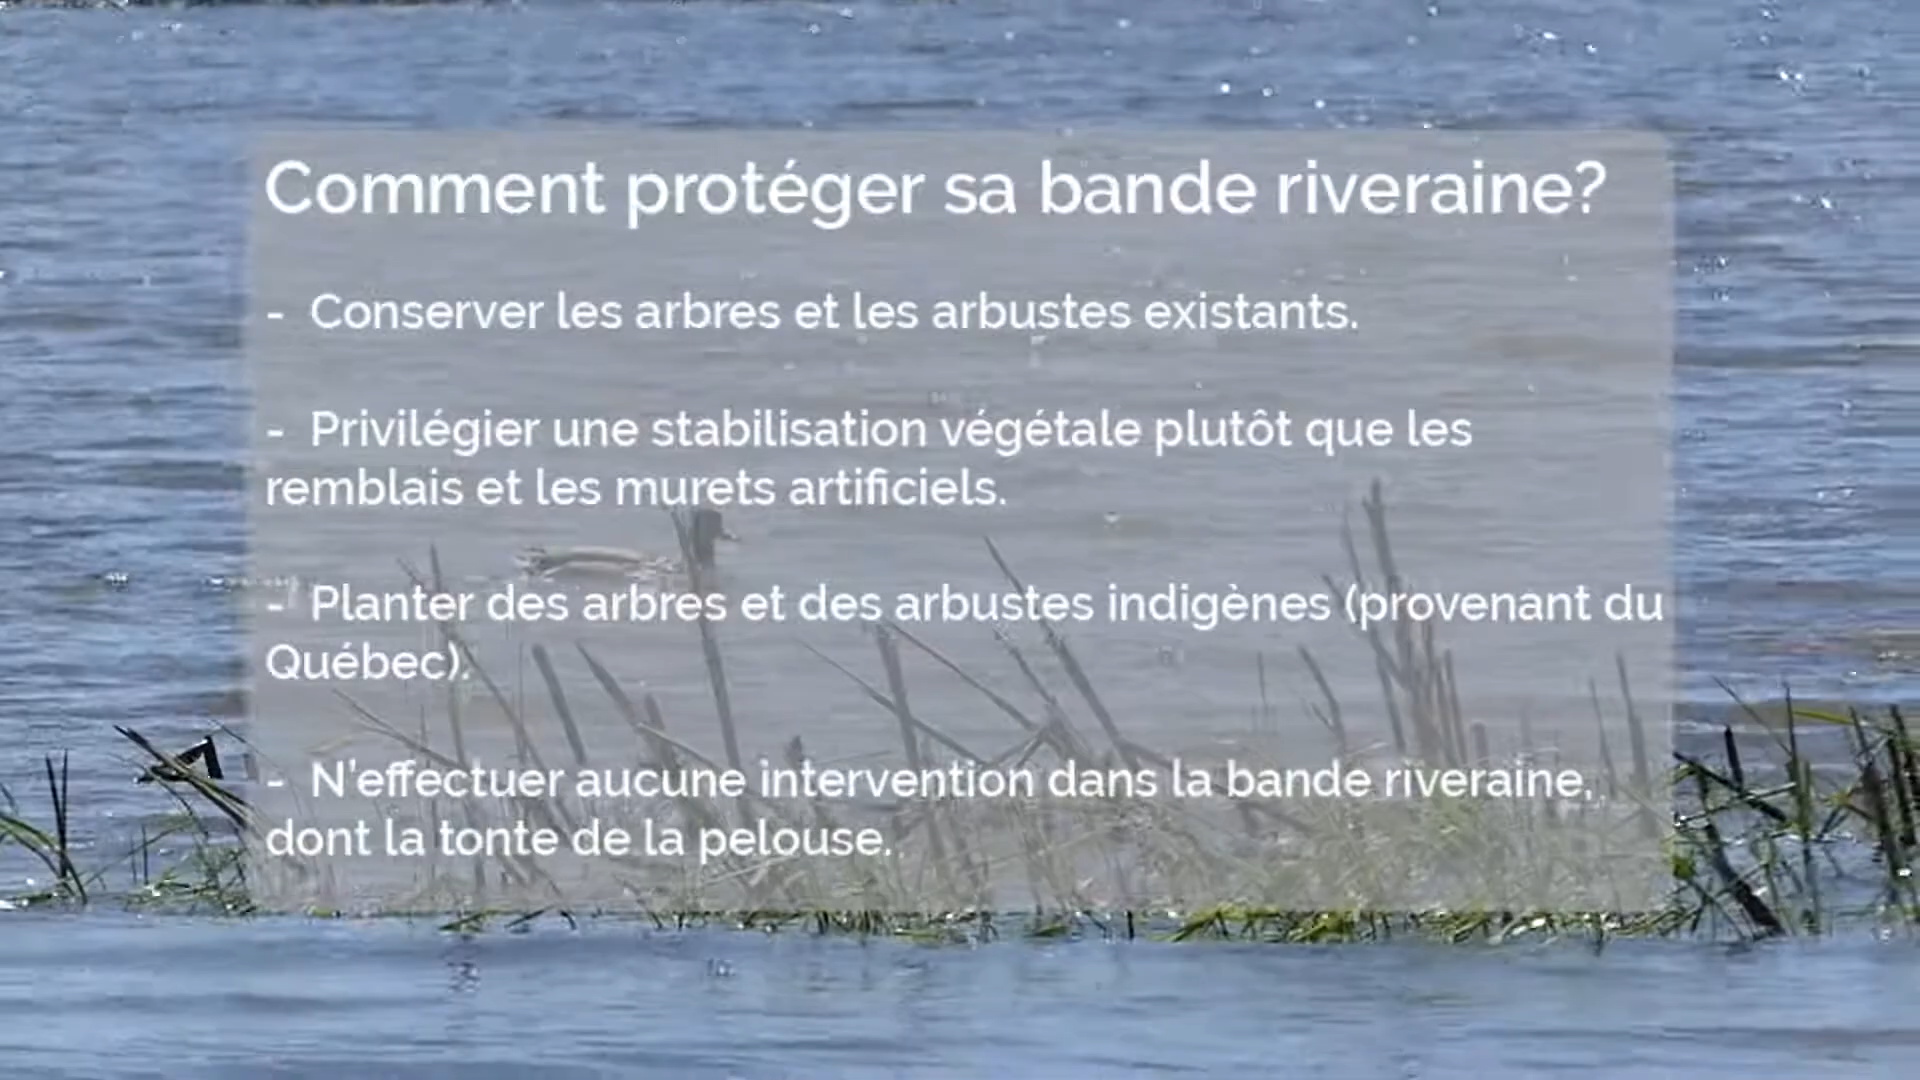 Comment protéger sa bande riveraine?
- Conserver les arbres et les arbustes existants.
- Privilégier une stabilisation végétale plutôt que les
remblais et les murets artificiels.
- Planter des arbres et des arbustes indigènes (provenant du
Québec).
- N'effectuer aucune intervention dans la bande riveraine,
dont la tonte de la pelouse.